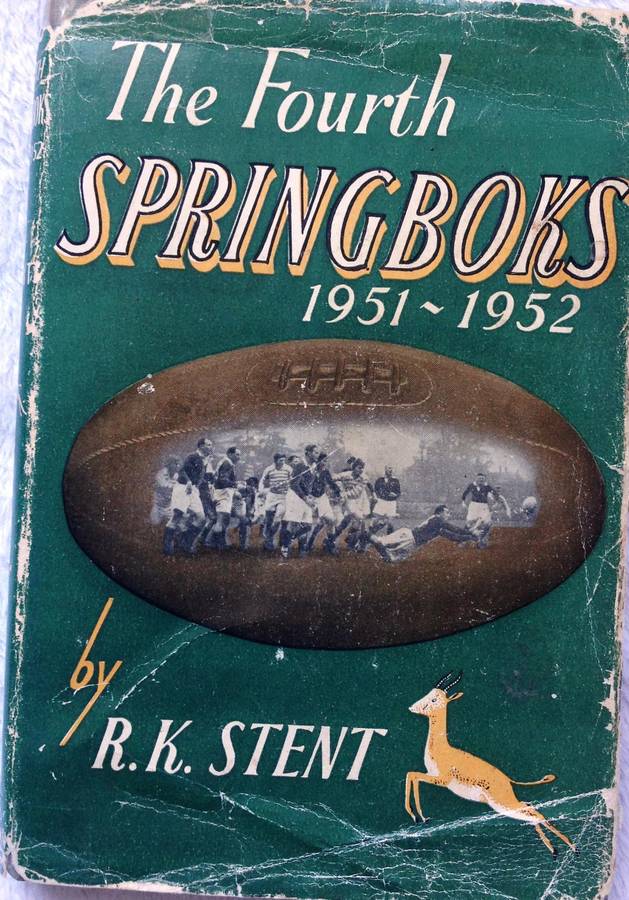 The Fourth
SPRINGBOKS
1951~1952
by
R.K. STENT